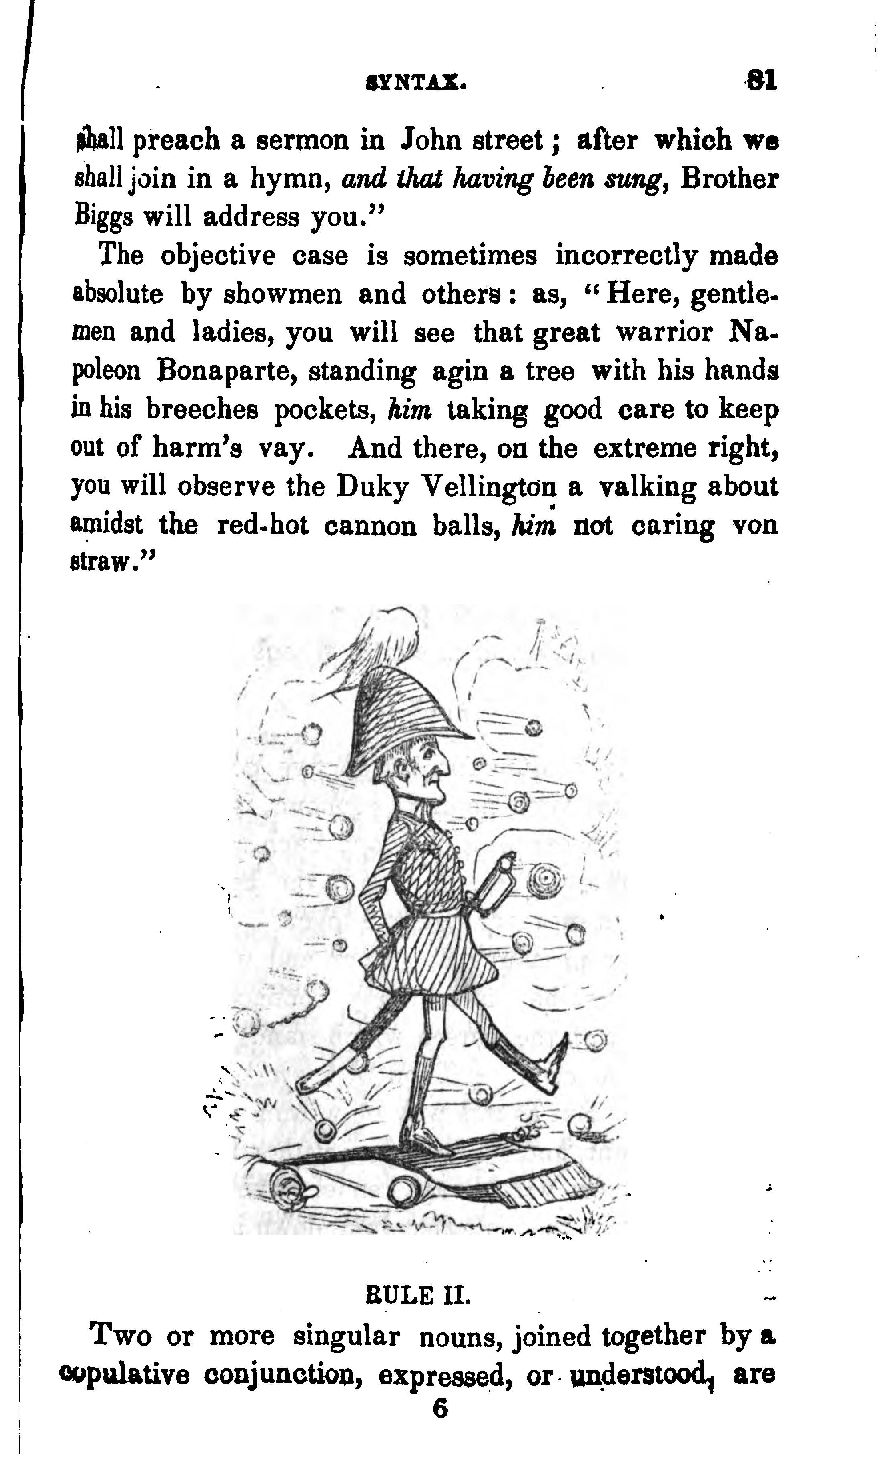 SYNTAX. 81
shall preach a sermon in John street; after which we
shall join in a hymn, and that having been sung, Brother
Biggs will address you.”
The objective case is sometimes incorrectly made
absolute by showmen and others: as, “Here, gentle-
men and ladies, you will see that great warrior Na-
poleon Bonaparte, standing agin a tree with his hands
in his breeches pockets, him taking good care to keep
out of harm’s vay. And there, on the extreme right,
you will observe the Duky Vellington a valking about
amidst the red-hot cannon balls, him not caring von
straw.”
RULE II.
Two or more singular nouns, joined together by a
copulative conjunction, expressed, or understood, are
6